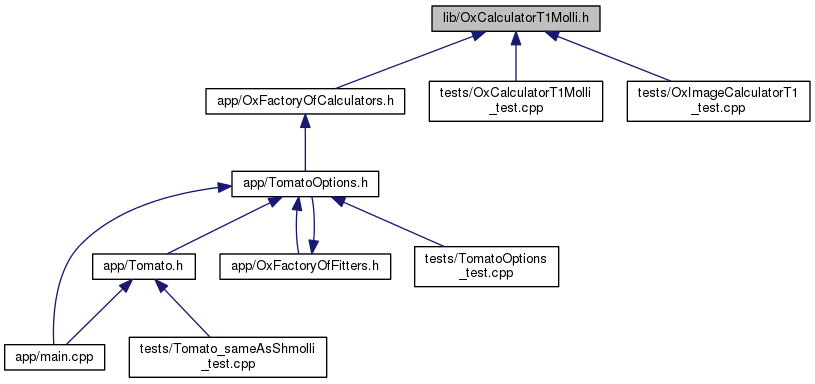 lib/OxCalculatorT1Molli.h
app/OxFactoryOfCalculators.h
tests/OxCalculatorT1Molli
_test.cpp
tests/OxImageCalculatorT1
_test.cpp
app/TomatoOptions.h
app/Tomato.h
app/OxFactoryOfFitters.h
tests/TomatoOptions
_test.cpp
app/main.cpp
tests/Tomato_sameAsShmolli
_test.cpp